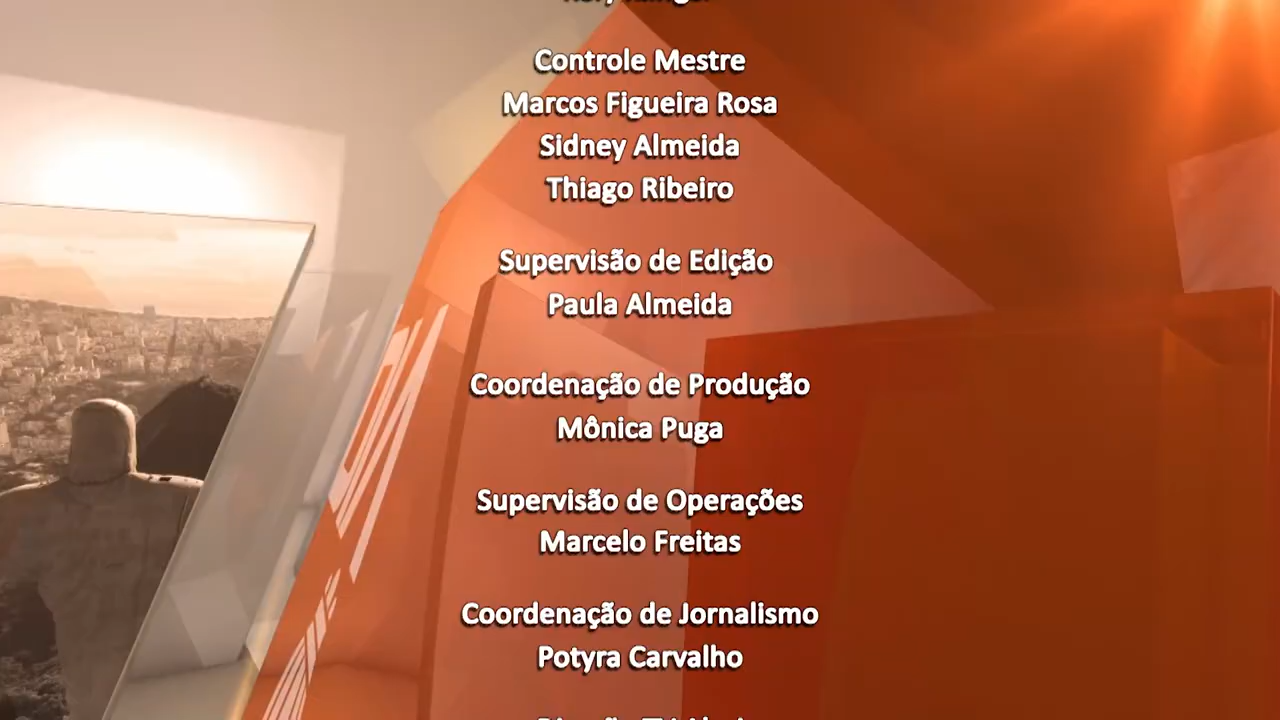 Controle Mestre
Marcos Figueira Rosa
Sidney Almeida
Thiago Ribeiro
Supervisão de Edição
Paula Almeida
Coordenação de Produção
Mônica Puga
Supervisão de Operações
Marcelo Freitas
Coordenação de Jornalismo
Potyra Carvalho